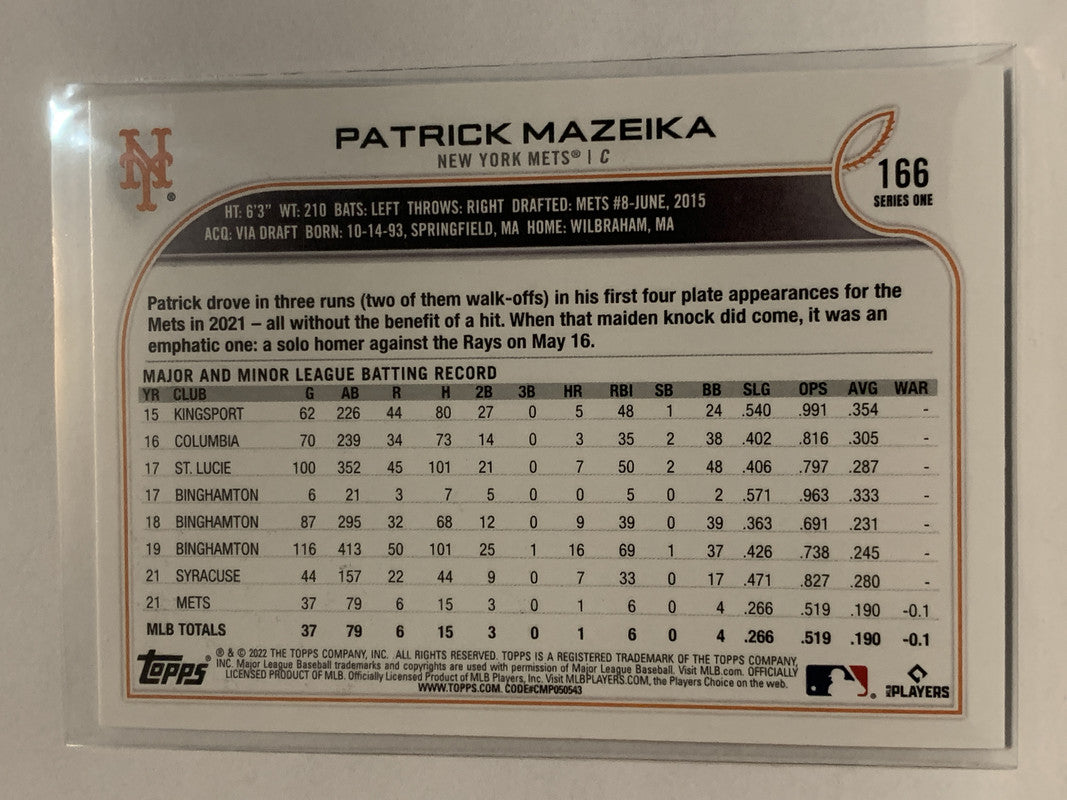 NY ®
PATRICK MAZEIKA
NEW YORK METS® | C
166
SERIES ONE
HT: 6'3" WT: 210 BATS: LEFT THROWS: RIGHT DRAFTED: METS #8-JUNE, 2015
ACQ: VIA DRAFT BORN: 10-14-93, SPRINGFIELD, MA HOME: WILBRAHAM, MA
Patrick drove in three runs (two of them walk-offs) in his first four plate appearances for the
Mets in 2021 – all without the benefit of a hit. When that maiden knock did come, it was an
emphatic one: a solo homer against the Rays on May 16.
MAJOR AND MINOR LEAGUE BATTING RECORD
YR CLUB G AB R H 2B 3B HR RBI SB BB SLG OPS AVG WAR
15 KINGSPORT 62 226 44 80 27 0 5 48 1 24 .540 .991 .354 -
16 COLUMBIA 70 239 34 73 14 0 3 35 2 38 .402 .816 .305 -
17 ST. LUCIE 100 352 45 101 21 0 7 50 2 48 .406 .797 .287 -
17 BINGHAMTON 6 21 3 7 5 0 0 5 0 2 .571 .963 .333 -
18 BINGHAMTON 87 295 32 68 12 0 9 39 0 39 .363 .691 .231 -
19 BINGHAMTON 116 413 50 101 25 1 16 69 1 37 .426 .738 .245 -
21 SYRACUSE 44 157 22 44 9 0 7 33 0 17 .471 .827 .280 -
21 METS 37 79 6 15 3 0 1 6 0 4 .266 .519 .190 -0.1
MLB TOTALS 37 79 6 15 3 0 1 6 0 4 .266 .519 .190 -0.1
Topps®
® & © 2022 THE TOPPS COMPANY, INC. ALL RIGHTS RESERVED. TOPPS IS A REGISTERED TRADEMARK OF THE TOPPS COMPANY,
INC. Major League Baseball trademarks and copyrights are used with permission of Major League Baseball. Visit MLB.com. OFFICIALLY
LICENSED PRODUCT OF MLB. Officially Licensed Product of MLB Players, Inc. Visit MLBPLAYERS.COM, the Players Choice on the web.
WWW.TOPPS.COM. CODE#CMP050543
MLB PLAYERS